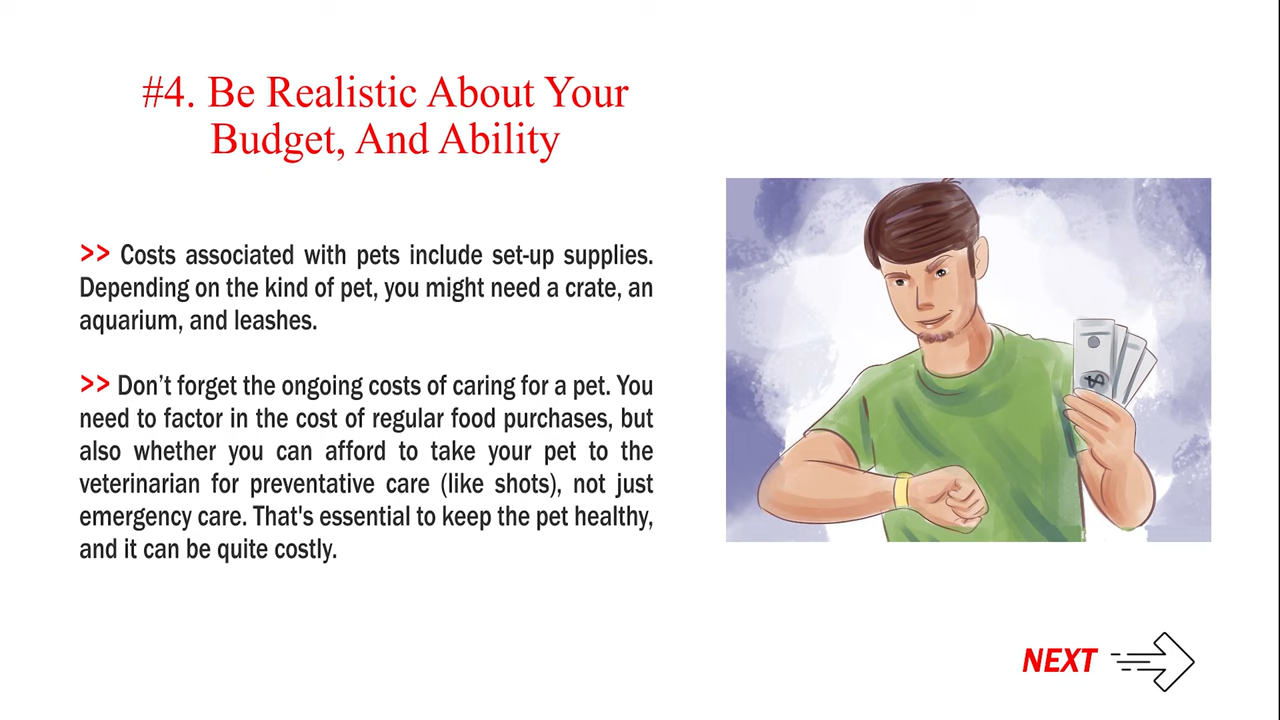 #4. Be Realistic About Your
Budget, And Ability
>> Costs associated with pets include set-up supplies.
Depending on the kind of pet, you might need a crate, an
aquarium, and leashes.
>> Don’t forget the ongoing costs of caring for a pet. You
need to factor in the cost of regular food purchases, but
also whether you can afford to take your pet to the
veterinarian for preventative care (like shots), not just
emergency care. That's essential to keep the pet healthy,
and it can be quite costly.
$
NEXT